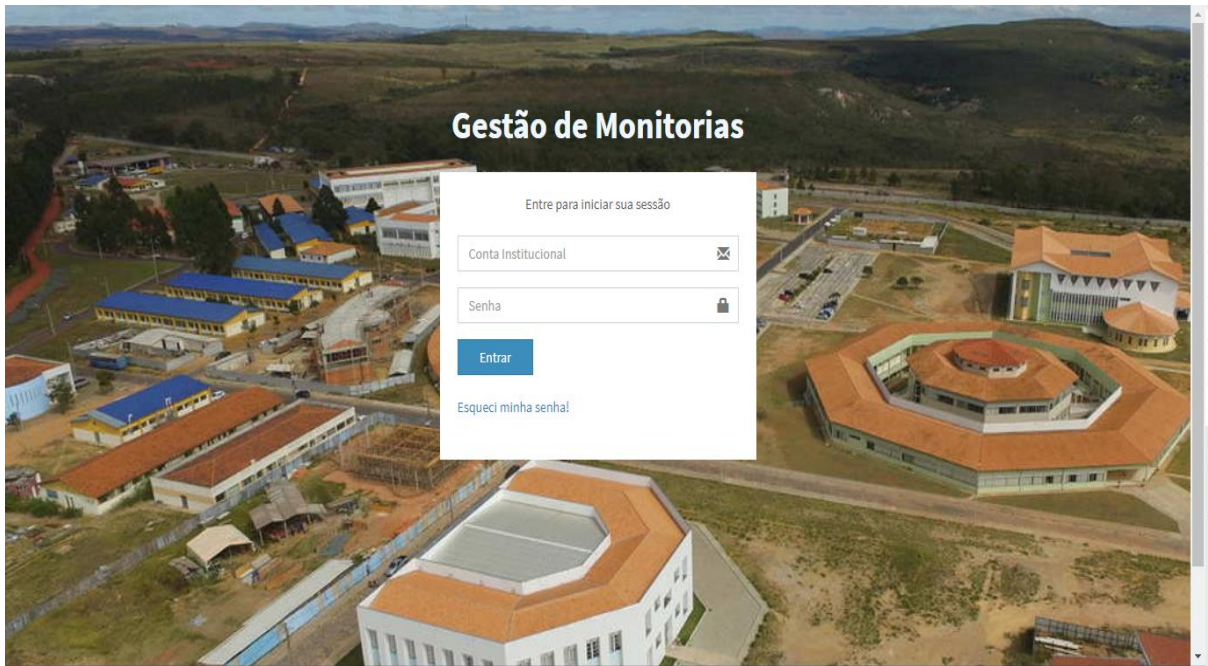 Gestão de Monitorias
Entre para iniciar sua sessão
Conta Institucional
Senha
Entrar
Esqueci minha senha!